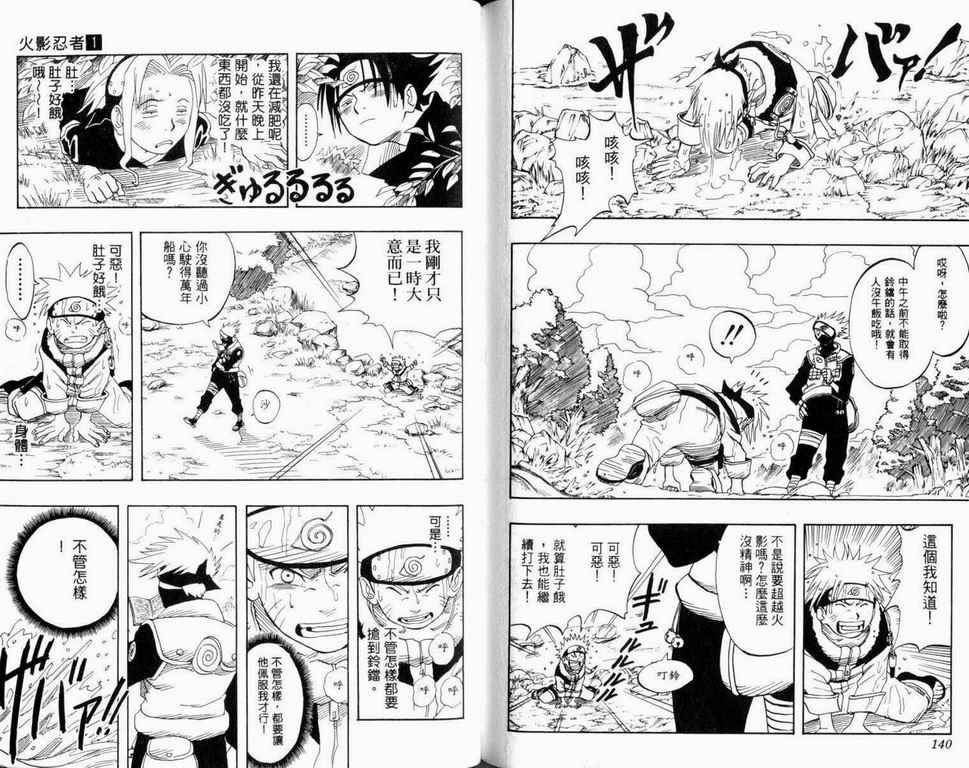 ザバァ！
咳咳！
咳咳！
哎呀，怎麼啦？
中午之前不能取得
鈴鐺的話，就會有
人沒午飯吃哦！
!!
呼
呼
呼
這個我知道！
不是說要超越火
影嗎？怎麼這麼
沒精神啊…
叮鈴
可惡！
可惡！
就算肚子餓
，我也能繼
續打下去！
ギュルルル
140
火影忍者1
………
我還在減肥呢
，從昨天晚上
開始，就什麼
東西都沒吃了
肚…
肚子好餓
哦～～～！
ぎゅるるるる
我剛才只
是一時大
意而已！
你沒聽過小
心駛得萬年
船嗎？
沙
可惡！
肚子好餓…
………
呼
呼
身體…
……
可是…
不管怎樣都要
搶到鈴鐺。
呼
呼
呼
不管怎樣，都要讓
他佩服我才行！
呼
不管怎樣
！
ザバァ!!